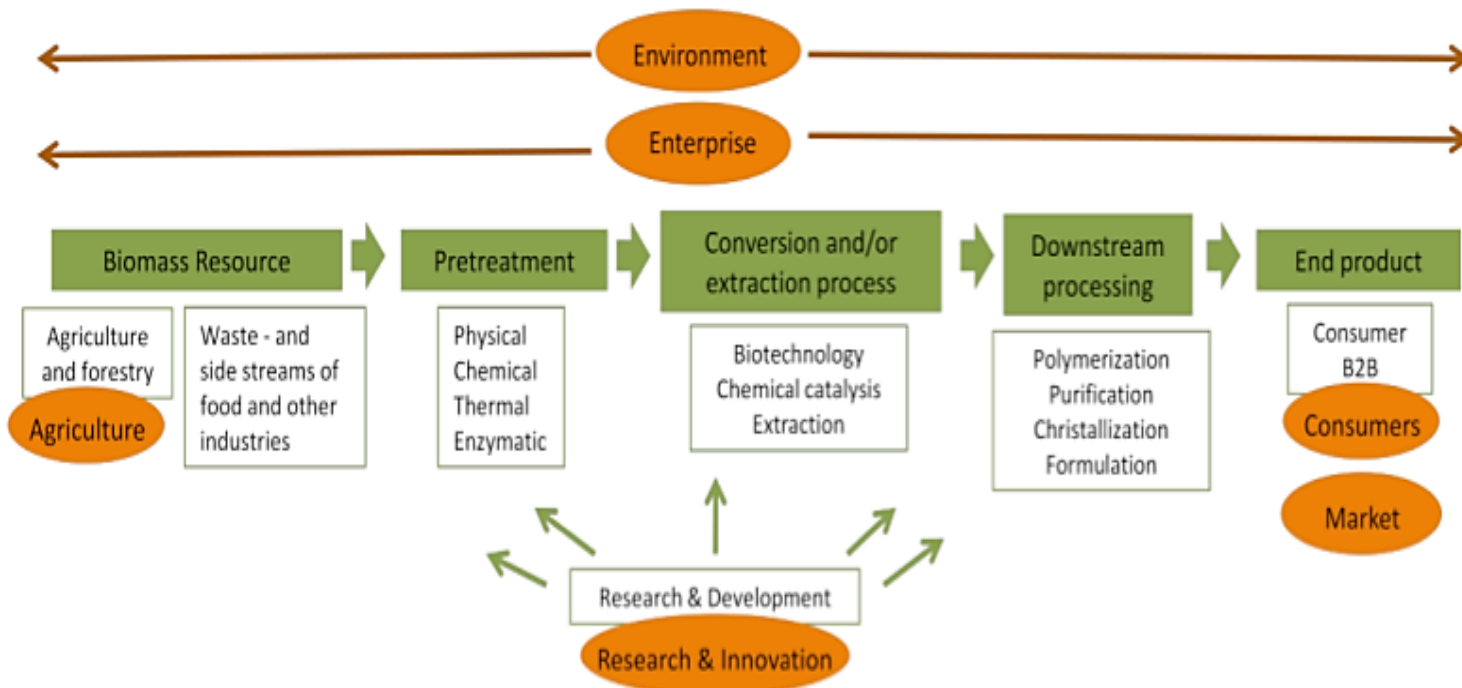 Environment
Enterprise
Biomass Resource
Pretreatment
Conversion and/or
extraction process
Downstream
processing
End product
Agriculture
and forestry
Agriculture
Waste - and
side streams of
food and other
industries
Physical
Chemical
Thermal
Enzymatic
Biotechnology
Chemical catalysis
Extraction
Polymerization
Purification
Christallization
Formulation
Consumer
B2B
Consumers
Market
Research & Development
Research & Innovation